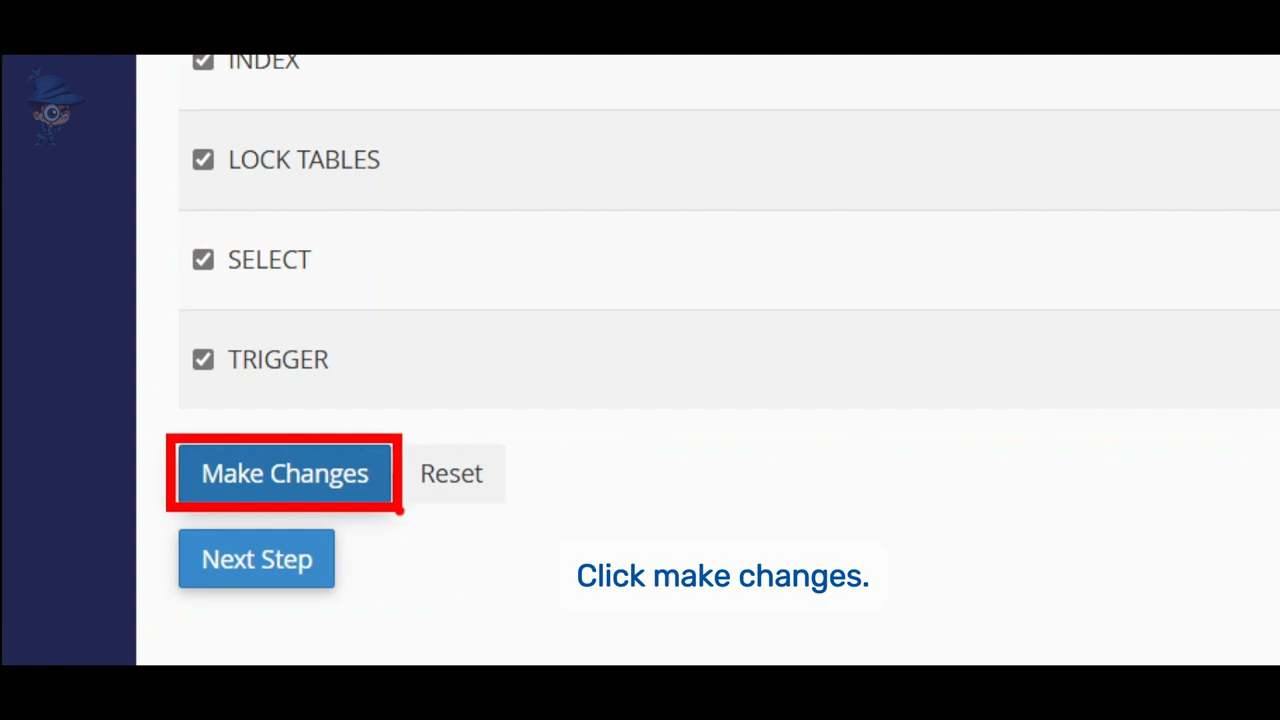 INDEX
LOCK TABLES
SELECT
TRIGGER
Make Changes Reset
Next Step
Click make changes.